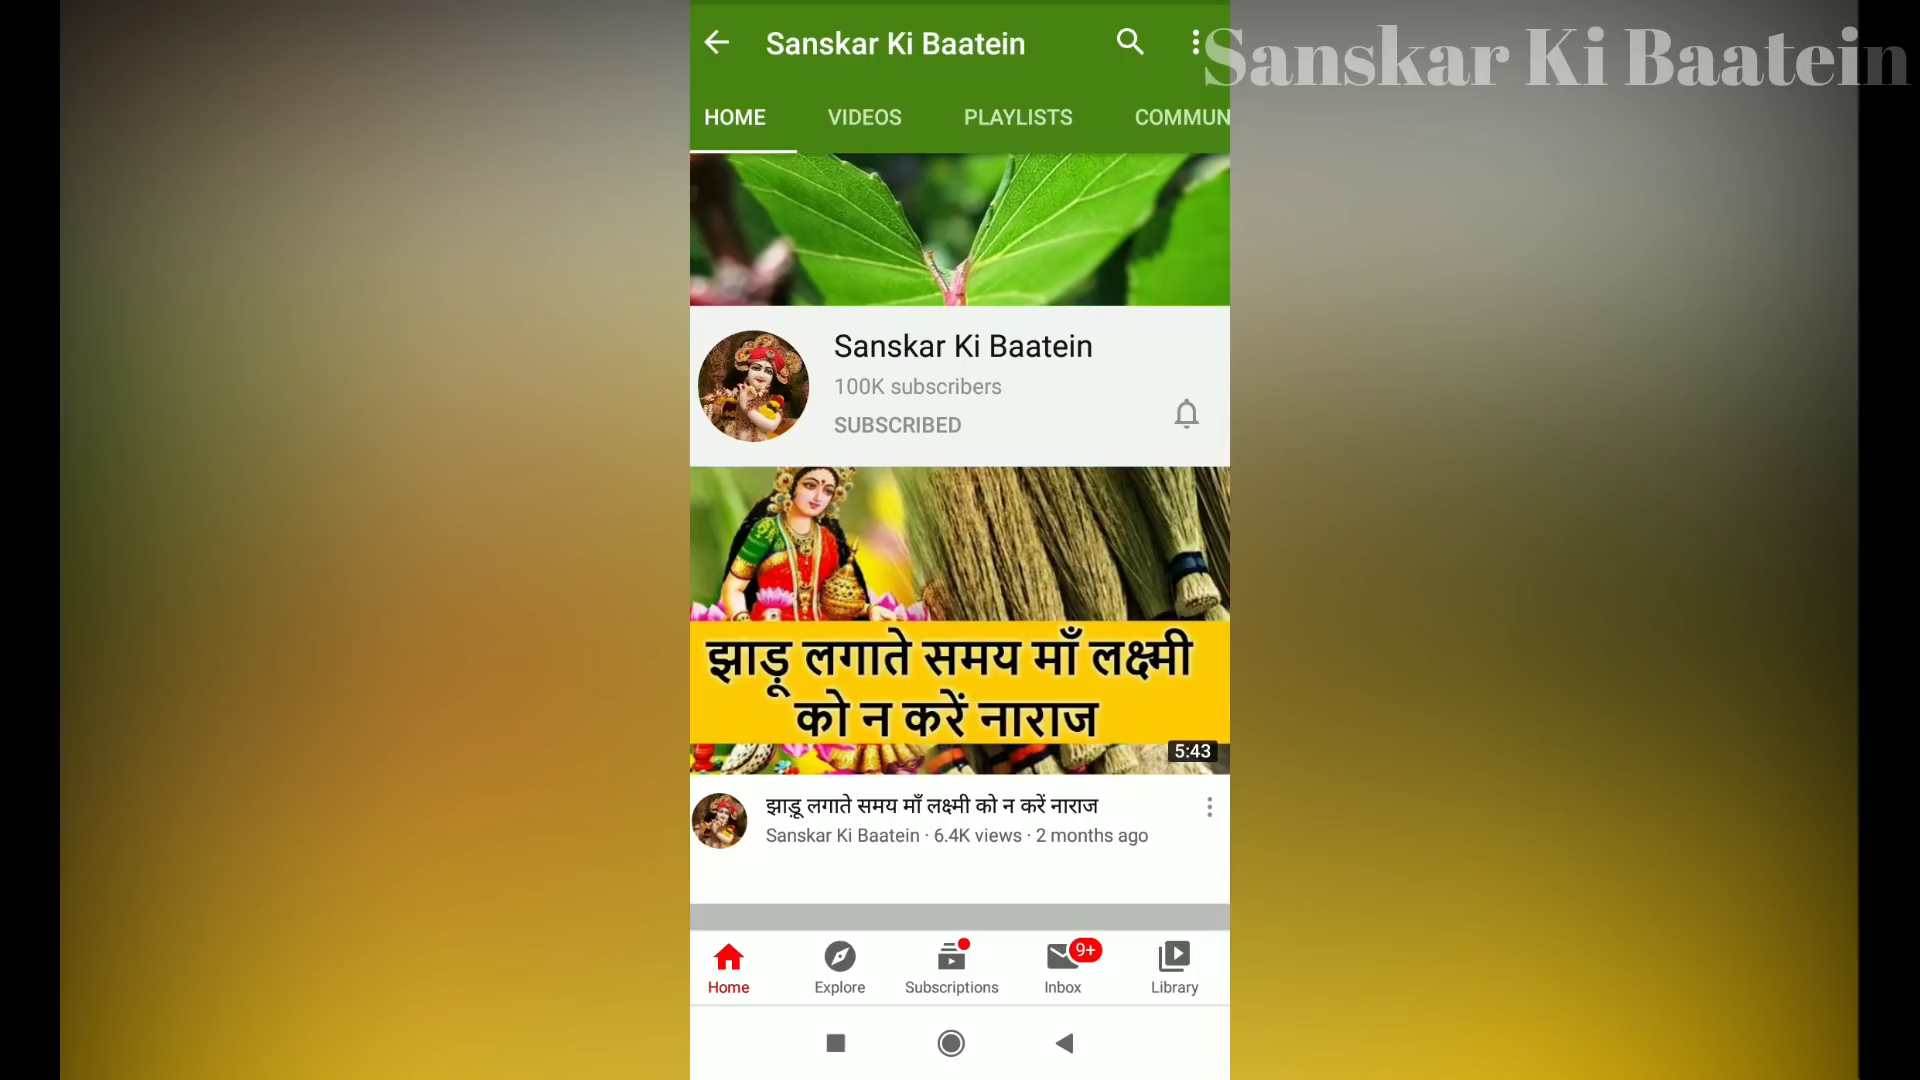 Sanskar Ki Baatein
Sanskar Ki Baatein
HOME VIDEOS PLAYLISTS COMMUN
Sanskar Ki Baatein
100K subscribers
SUBSCRIBED
झाड़ू लगाते समय माँ लक्ष्मी
को न करें नाराज
5:43
झाड़ू लगाते समय माँ लक्ष्मी को न करें नाराज
Sanskar Ki Baatein · 6.4K views · 2 months ago
9+
Home Explore Subscriptions Inbox Library